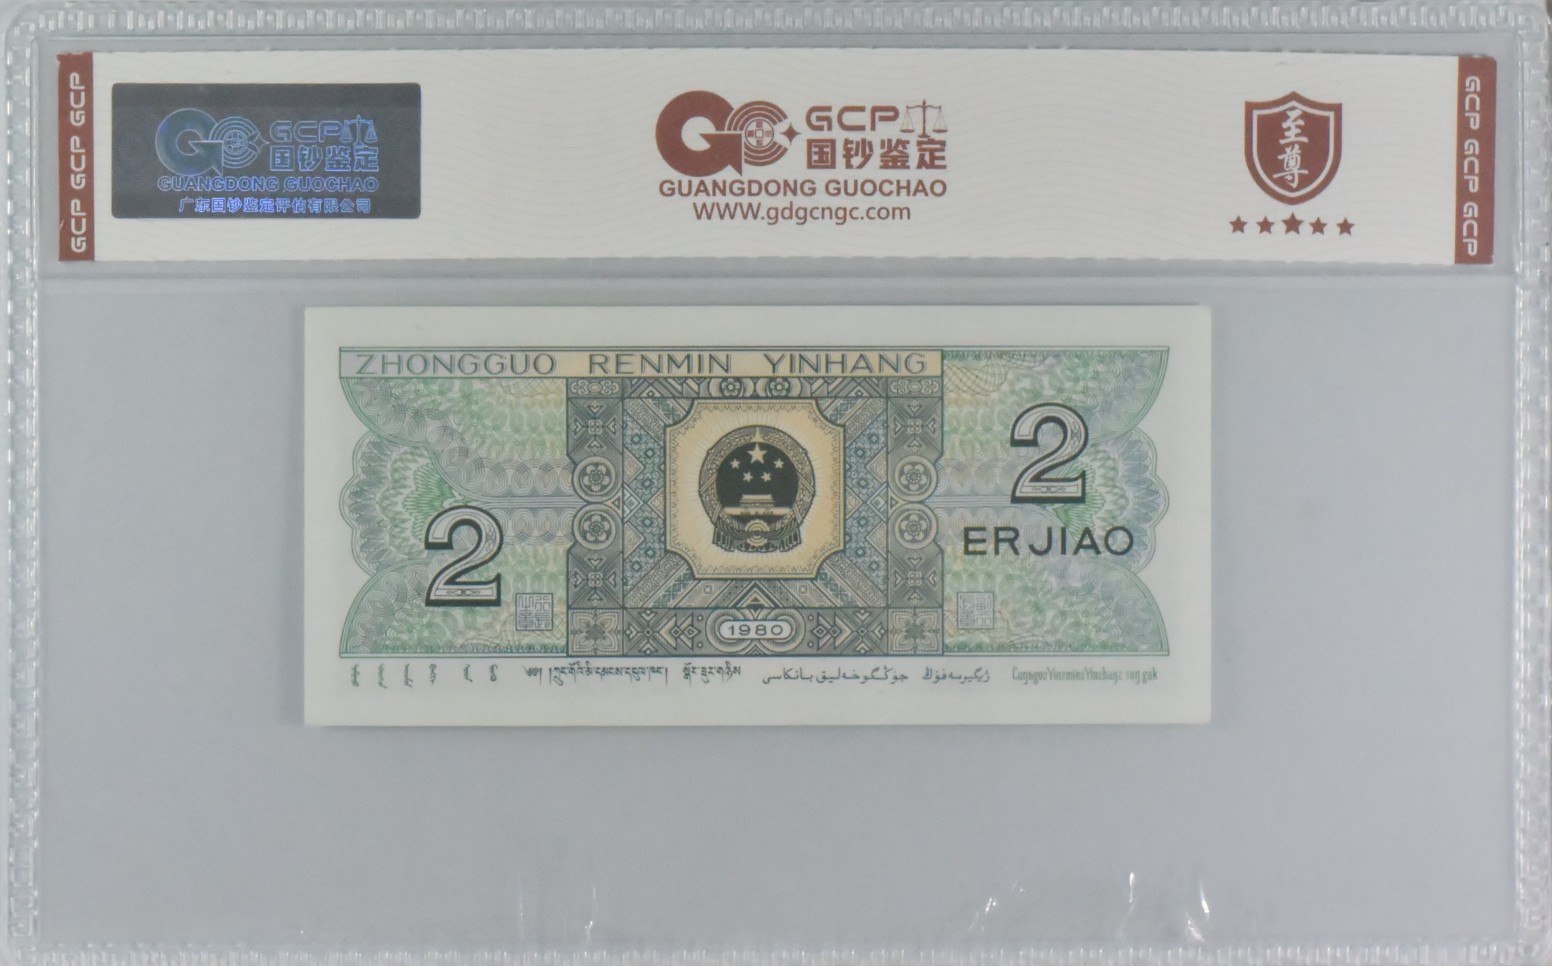 GCP GCP GCP
GCP 国钞鉴定
GUANGDONG GUOCHAO
广东国钞鉴定评估有限公司
GCP
国钞鉴定
GUANGDONG GUOCHAO
WWW.gdgcngc.com
至尊
GCP GCP GCP
ZHONGGUO RENMIN YINHANG
2
2
ERJIAO
1980